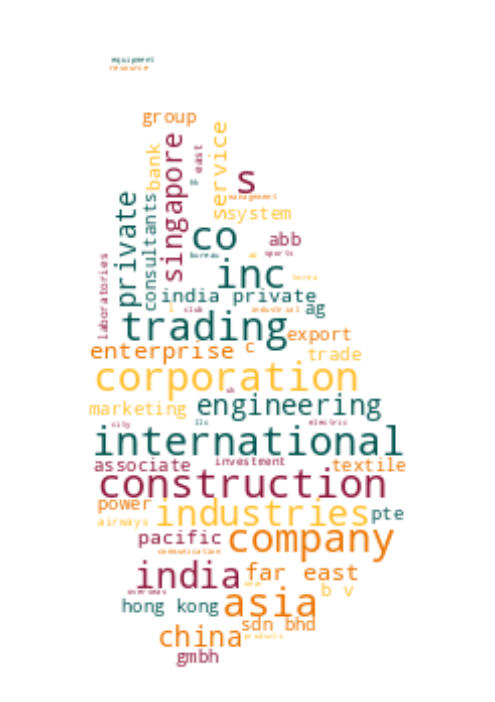 equipment
resource
group
service
singapore
east
bank
s
management
private
consultants
system
co
abb
bureau
sports
laboratories
inc
india private
club
industrial
ag
trading
export
enterprise
c
trade
corporation
marketing
engineering
city
llc
electric
international
associate
investment
textile
construction
power
industries
pte
airways
pacific
company
communication
india
far east
overseas
b v
hong kong
asia
sdn bhd
china
products
gmbh